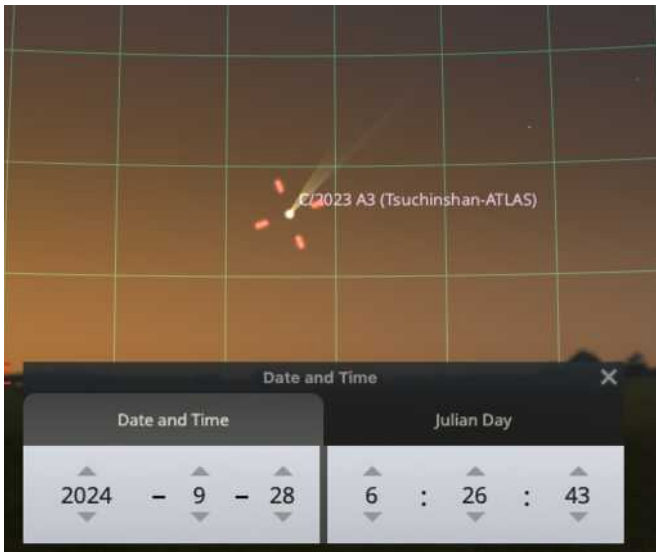 C/2023 A3 (Tsuchinshan-ATLAS)
Date and Time
Date and Time Julian Day
2024 - 9 - 28 6 : 26 : 43